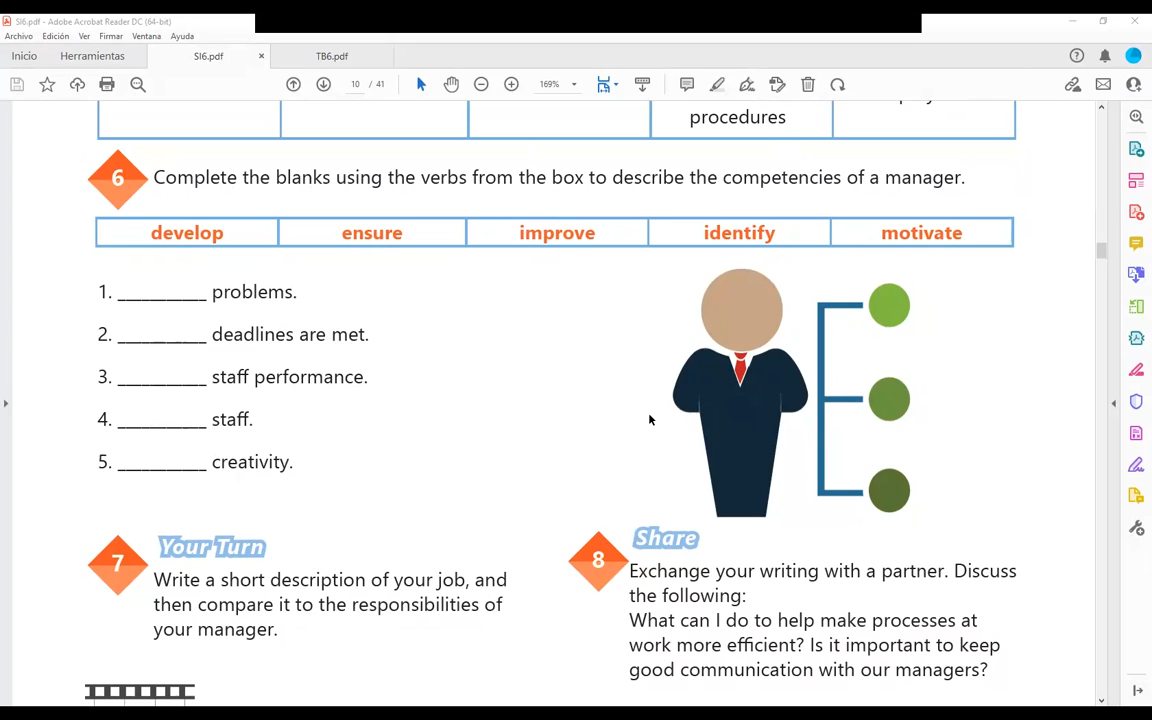 SI6.pdf - Adobe Acrobat Reader DC (64-bit)
Archivo Edición Ver Firmar Ventana Ayuda
Inicio Herramientas SI6.pdf × TB6.pdf
10 / 41 169%
procedures
6 Complete the blanks using the verbs from the box to describe the competencies of a manager.
develop ensure improve identify motivate
1. __________ problems.
2. __________ deadlines are met.
3. __________ staff performance.
4. __________ staff.
5. __________ creativity.
7 Your Turn
Write a short description of your job, and
then compare it to the responsibilities of
your manager.
8 Share
Exchange your writing with a partner. Discuss
the following:
What can I do to help make processes at
work more efficient? Is it important to keep
good communication with our managers?